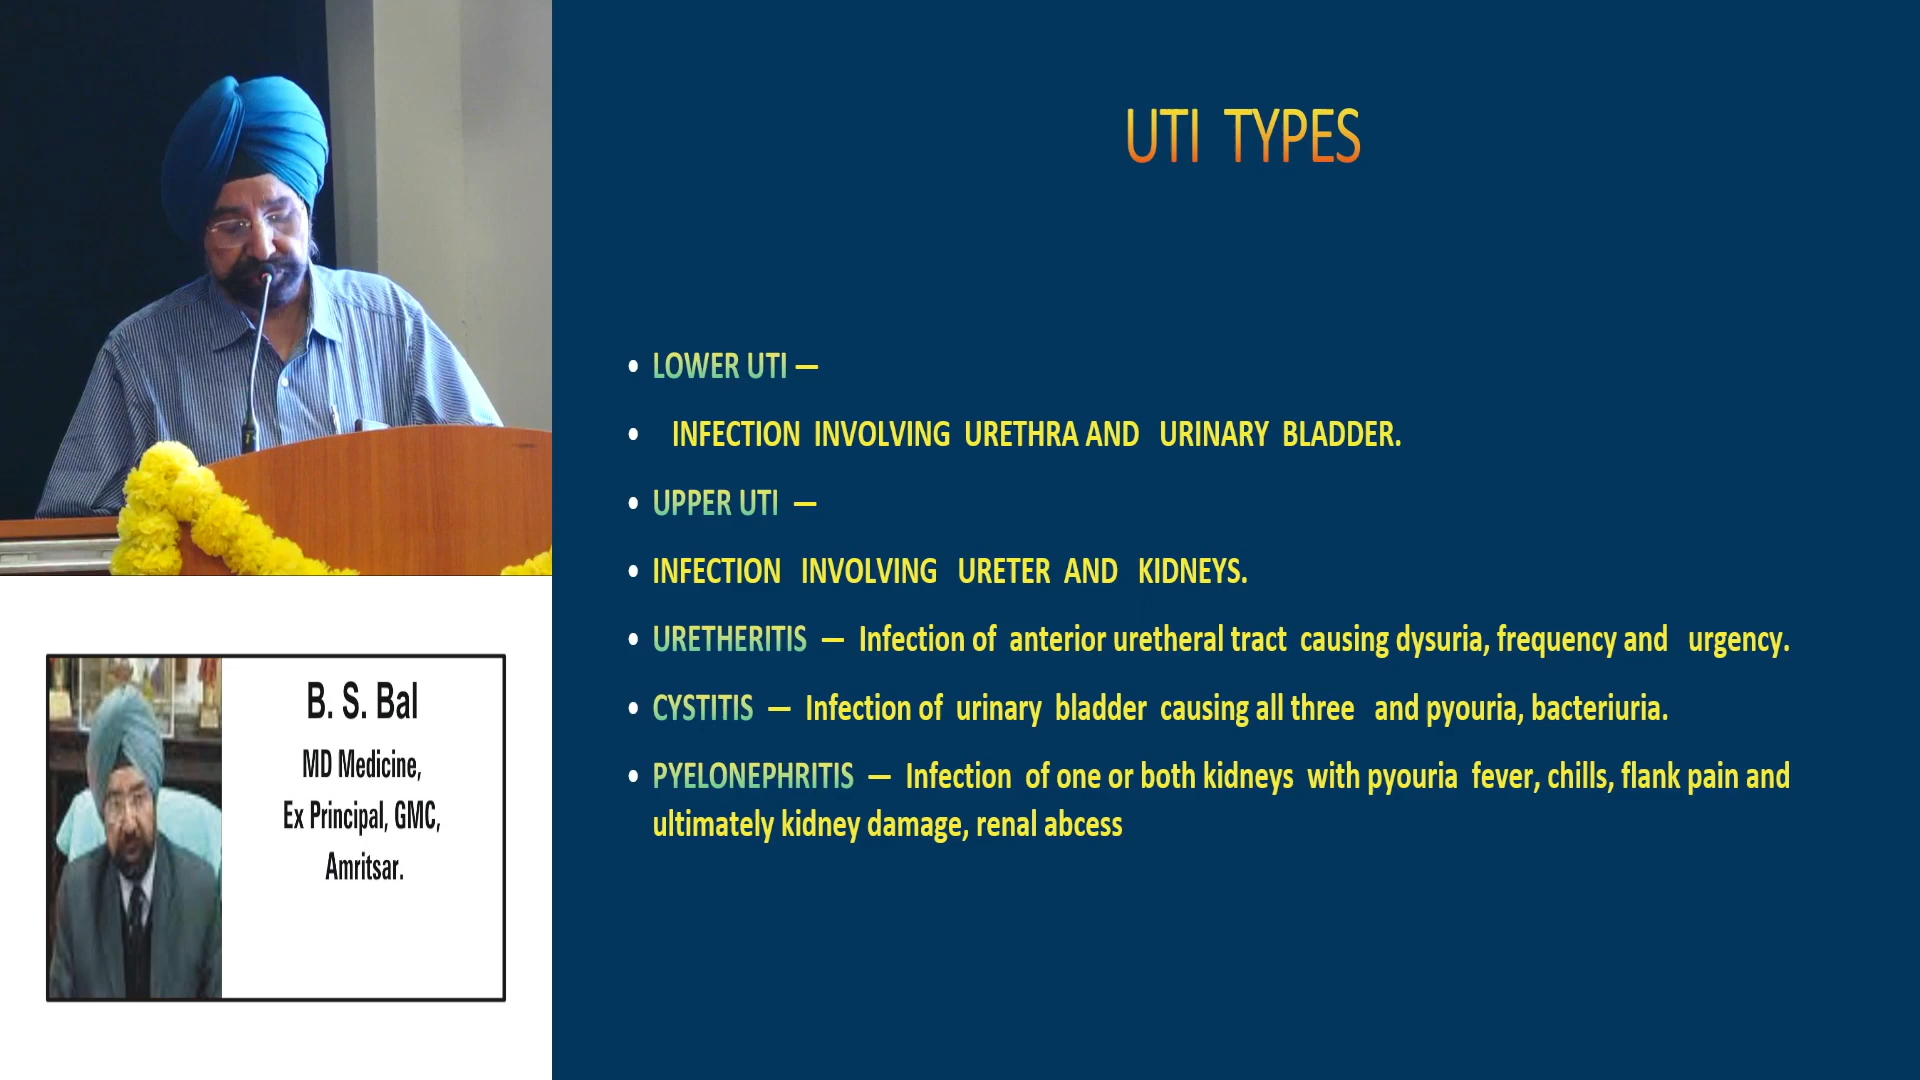 UTI TYPES
• LOWER UTI —
• INFECTION INVOLVING URETHRA AND URINARY BLADDER.
• UPPER UTI —
• INFECTION INVOLVING URETER AND KIDNEYS.
• URETHERITIS — Infection of anterior uretheral tract causing dysuria, frequency and urgency.
• CYSTITIS — Infection of urinary bladder causing all three and pyouria, bacteriuria.
• PYELONEPHRITIS — Infection of one or both kidneys with pyouria fever, chills, flank pain and
ultimately kidney damage, renal abcess
B. S. Bal
MD Medicine,
Ex Principal, GMC,
Amritsar.